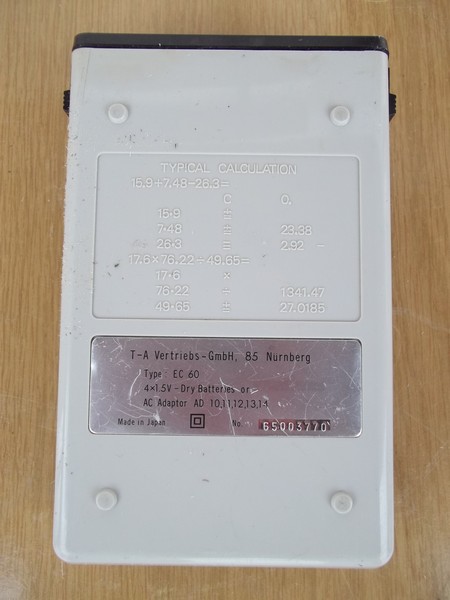 TYPICAL CALCULATION
15.9+7.48-26.3=
C 0.
15•9 ±
7•48 ± 23.38
26•3 = 2.92 -
17.6×76.22÷49.65=
17•6 ×
76•22 ÷ 1341.47
49•65 ± 27.0185
T-A Vertriebs-GmbH, 85 Nurnberg
Type EC 60
4×1.5V-Dry Batteries or
AC Adaptor AD 10,11,12,13,14
Made in Japan No 65003770